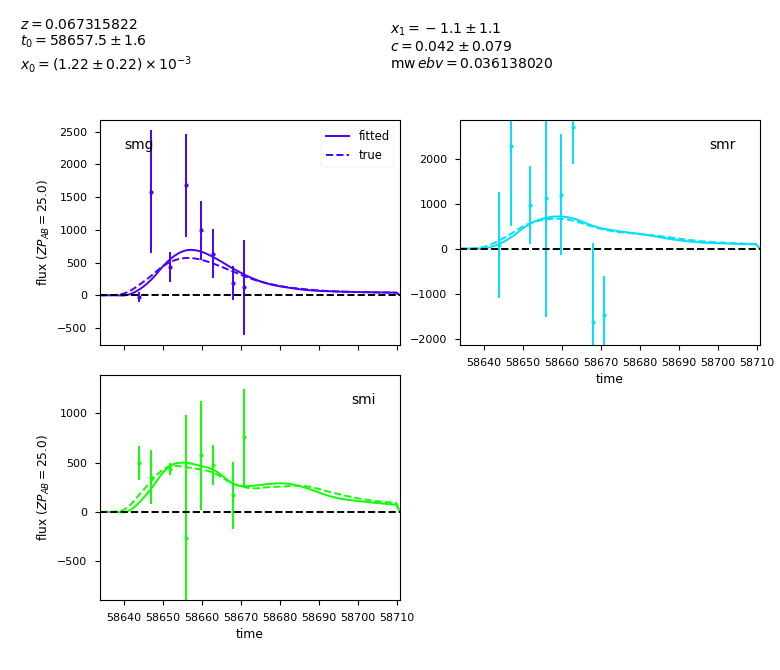 z = 0.067315822
t₀ = 58657.5 ± 1.6
x₀ = (1.22 ± 0.22) × 10⁻³
x₁ = −1.1 ± 1.1
c = 0.042 ± 0.079
mwebv = 0.036138020
smg
fitted
true
2500
2000
1500
1000
500
0
−500
flux (ZP_AB = 25.0)
smr
2000
1000
0
−1000
−2000
58640 58650 58660 58670 58680 58690 58700 58710
time
smi
1000
500
0
−500
flux (ZP_AB = 25.0)
58640 58650 58660 58670 58680 58690 58700 58710
time